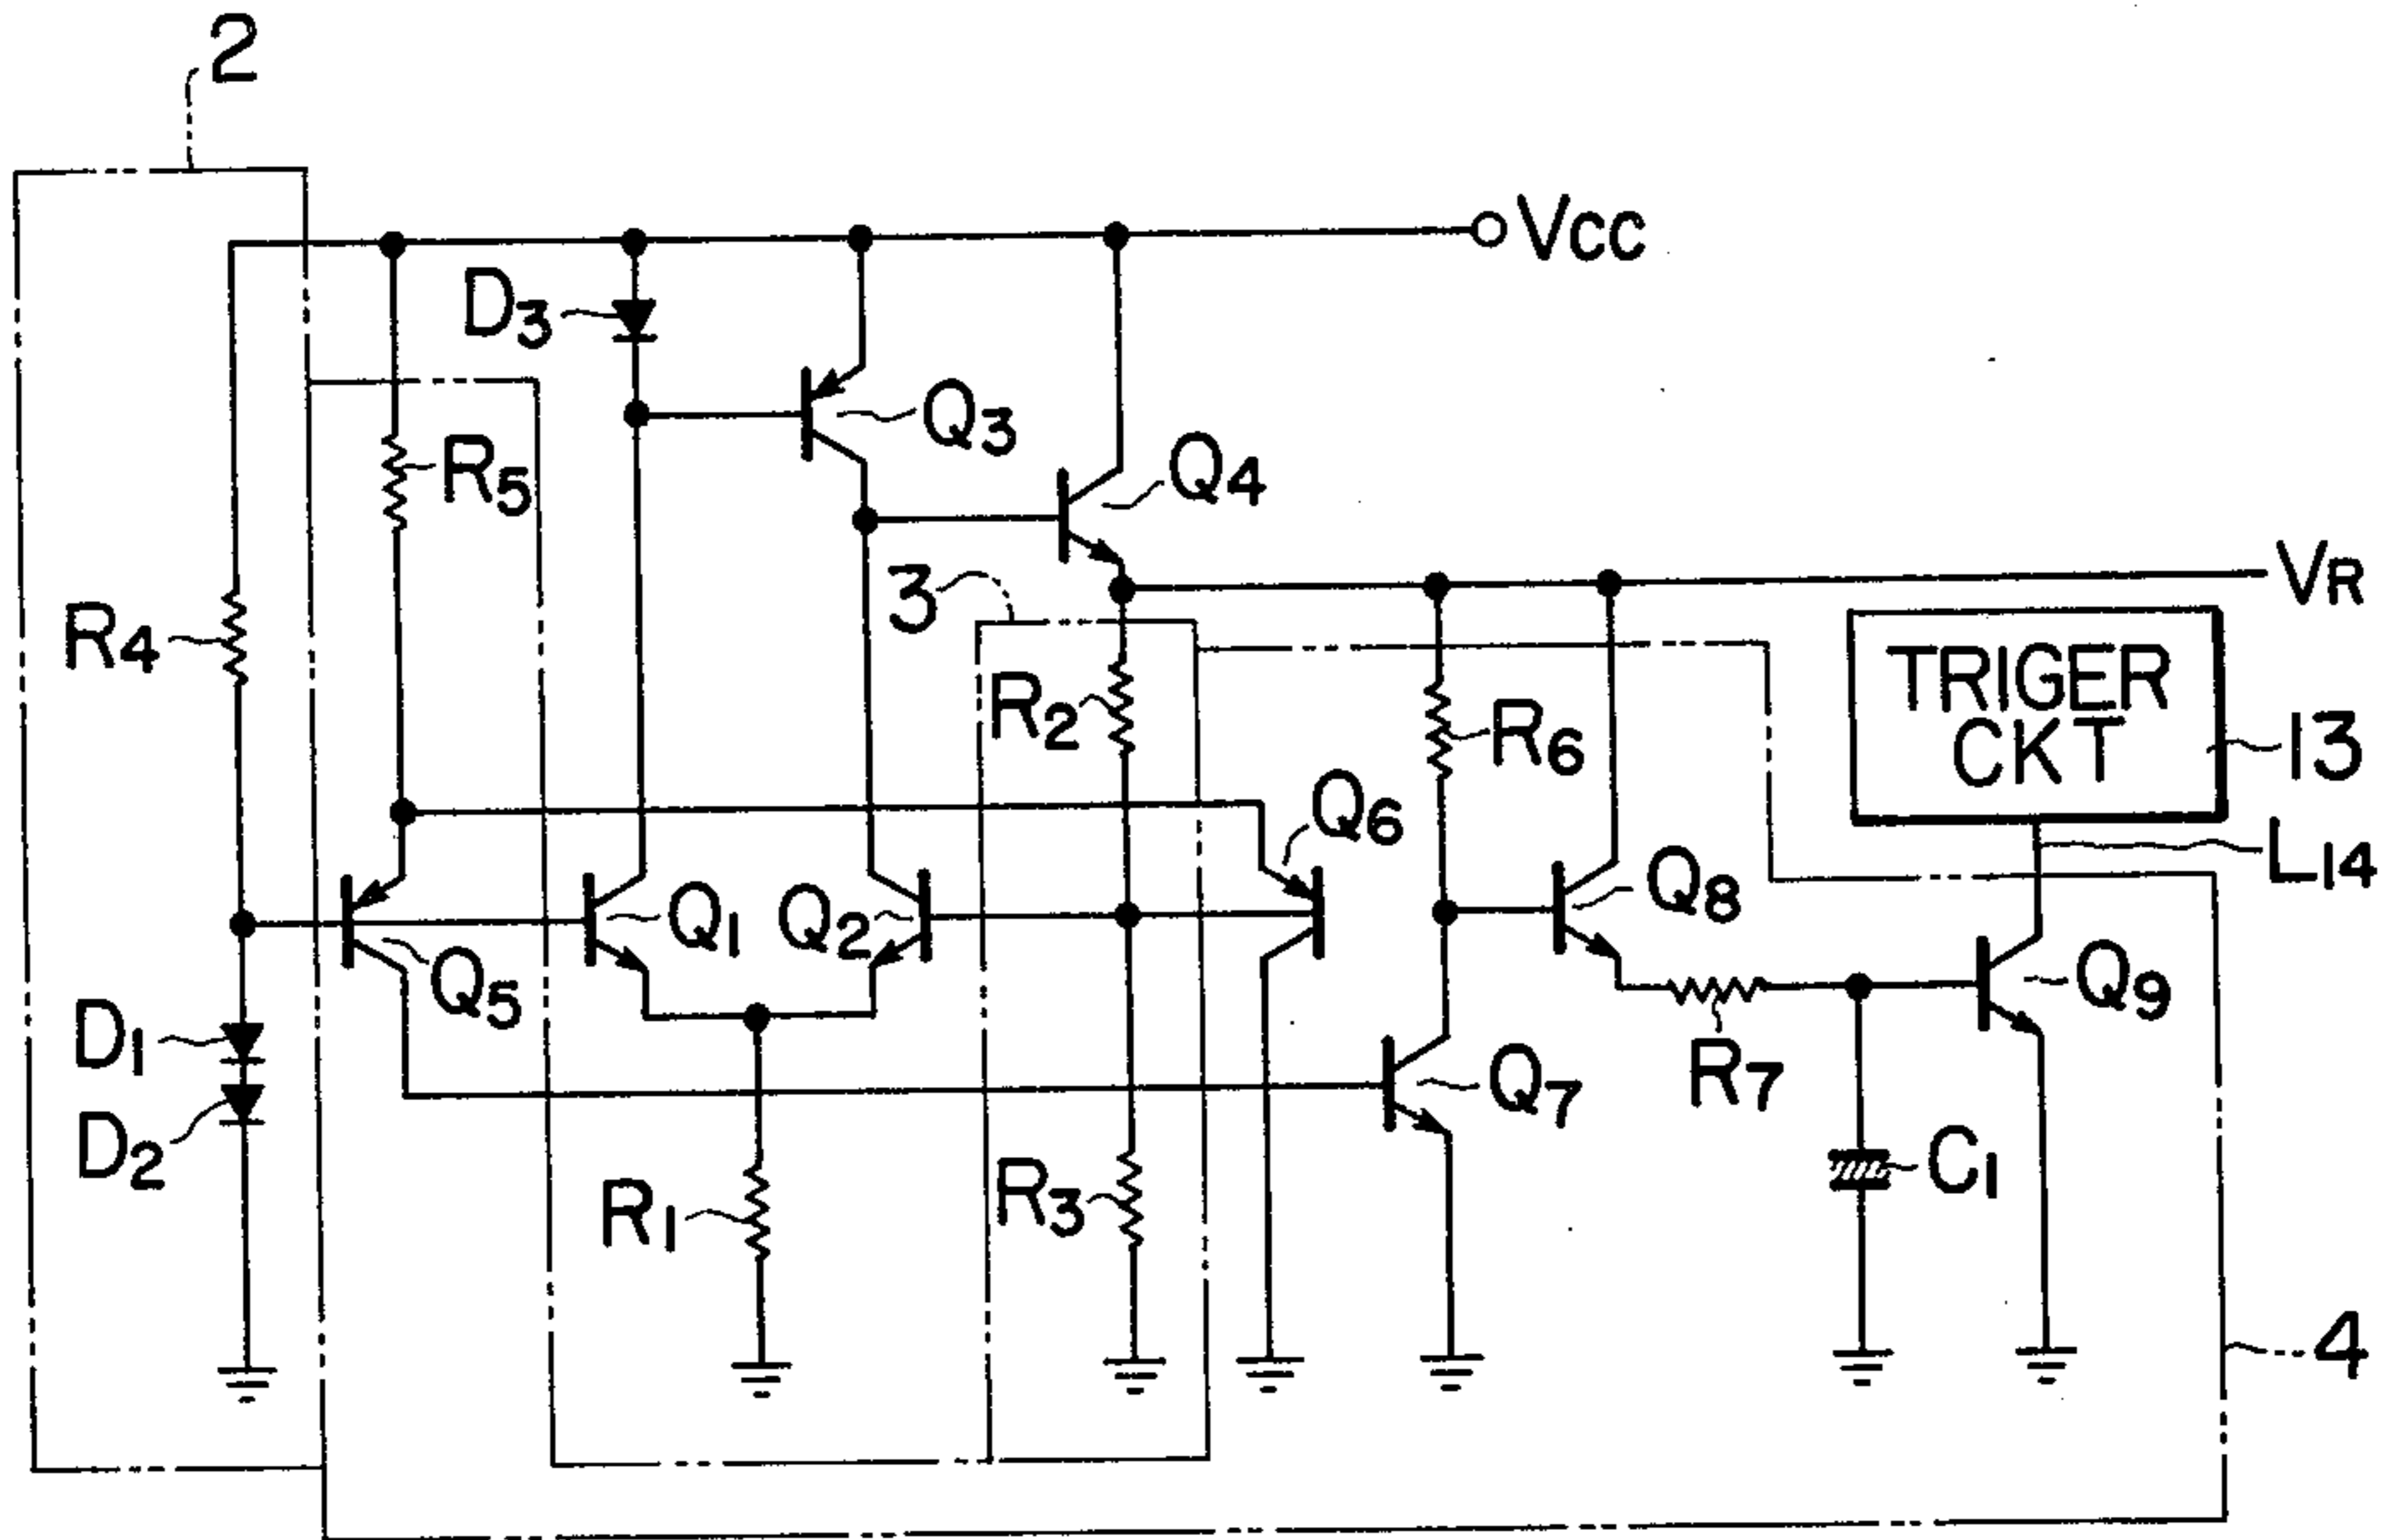 2
VCC
D3
Q3
Q4
R5
3
VR
R4
TRIGER
CKT
13
R2
R6
Q6
L14
Q8
Q1
Q2
Q5
Q9
D1
D2
R7
Q7
C1
R1
R3
4